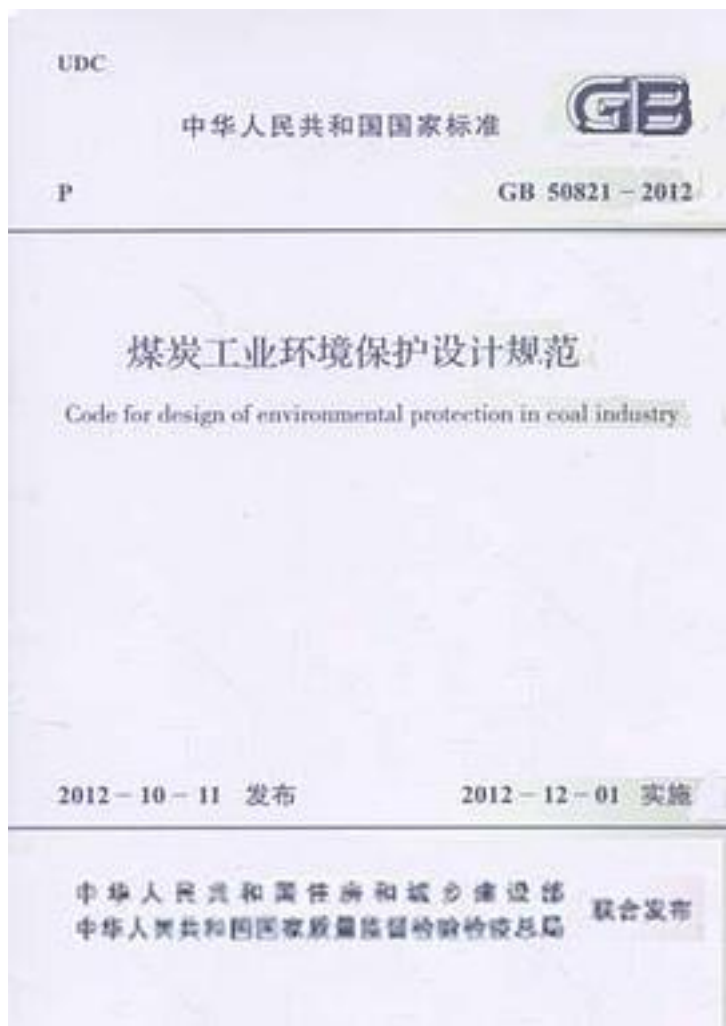 UDC
GB
中华人民共和国国家标准
P
GB 50821－2012
煤炭工业环境保护设计规范
Code for design of environmental protection in coal industry
2012－10－11 发布
2012－12－01 实施
中华人民共和国住房和城乡建设部
中华人民共和国国家质量监督检验检疫总局
联合发布